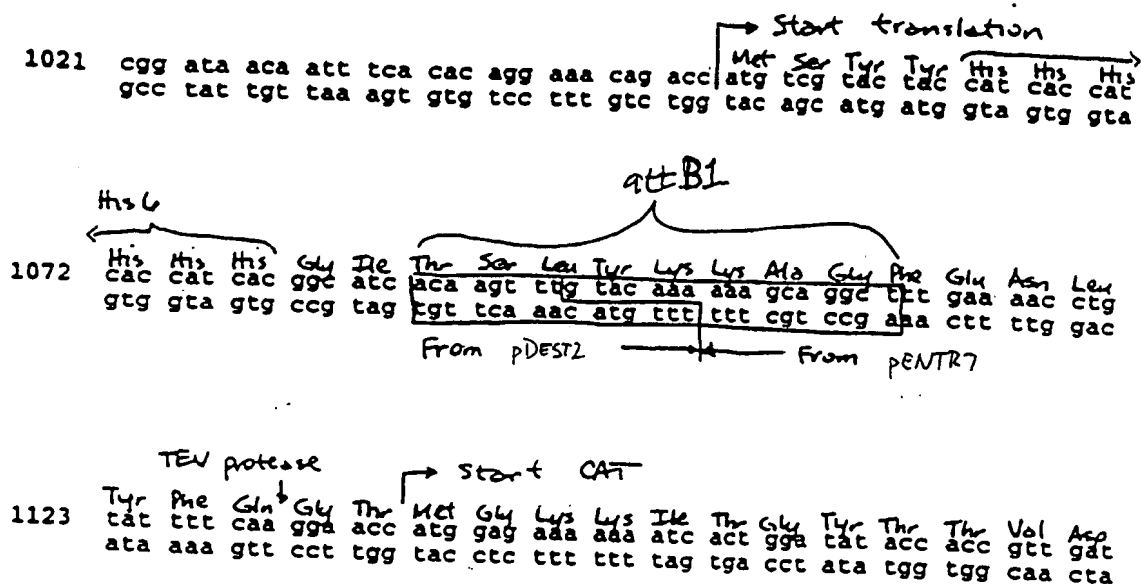 Start translation
Met Ser Tyr Tyr His His His
1021 cgg ata aca att tca cac agg aaa cag acc atg tcg tac tac cat cac cat
gcc tat tgt taa agt gtg tcc ttt gtc tgg tac agc atg atg gta gtg gta
attB1
His 6
His His His Gly Ile Thr Ser Leu Tyr Lys Lys Ala Gly Phe Glu Asn Leu
1072 cac cat cac ggc atc aca agt ttg tac aaa aaa gca ggc ttt gaa aac ctg
gtg gta gtg ccg tag tgt tca aac atg ttt ttt cgt ccg aaa ctt ttg gac
From pDEST2 From pENTR7
TEV protease Start CAT
Tyr Phe Gln Gly Thr Met Gly Lys Lys Ile Thr Gly Tyr Thr Thr Val Asp
1123 tat ttt caa gga acc atg gag aaa aaa atc act gga tat acc acc gtt gat
ata aaa gtt cct tgg tac ctc ttt ttt tag tga cct ata tgg tgg caa cta